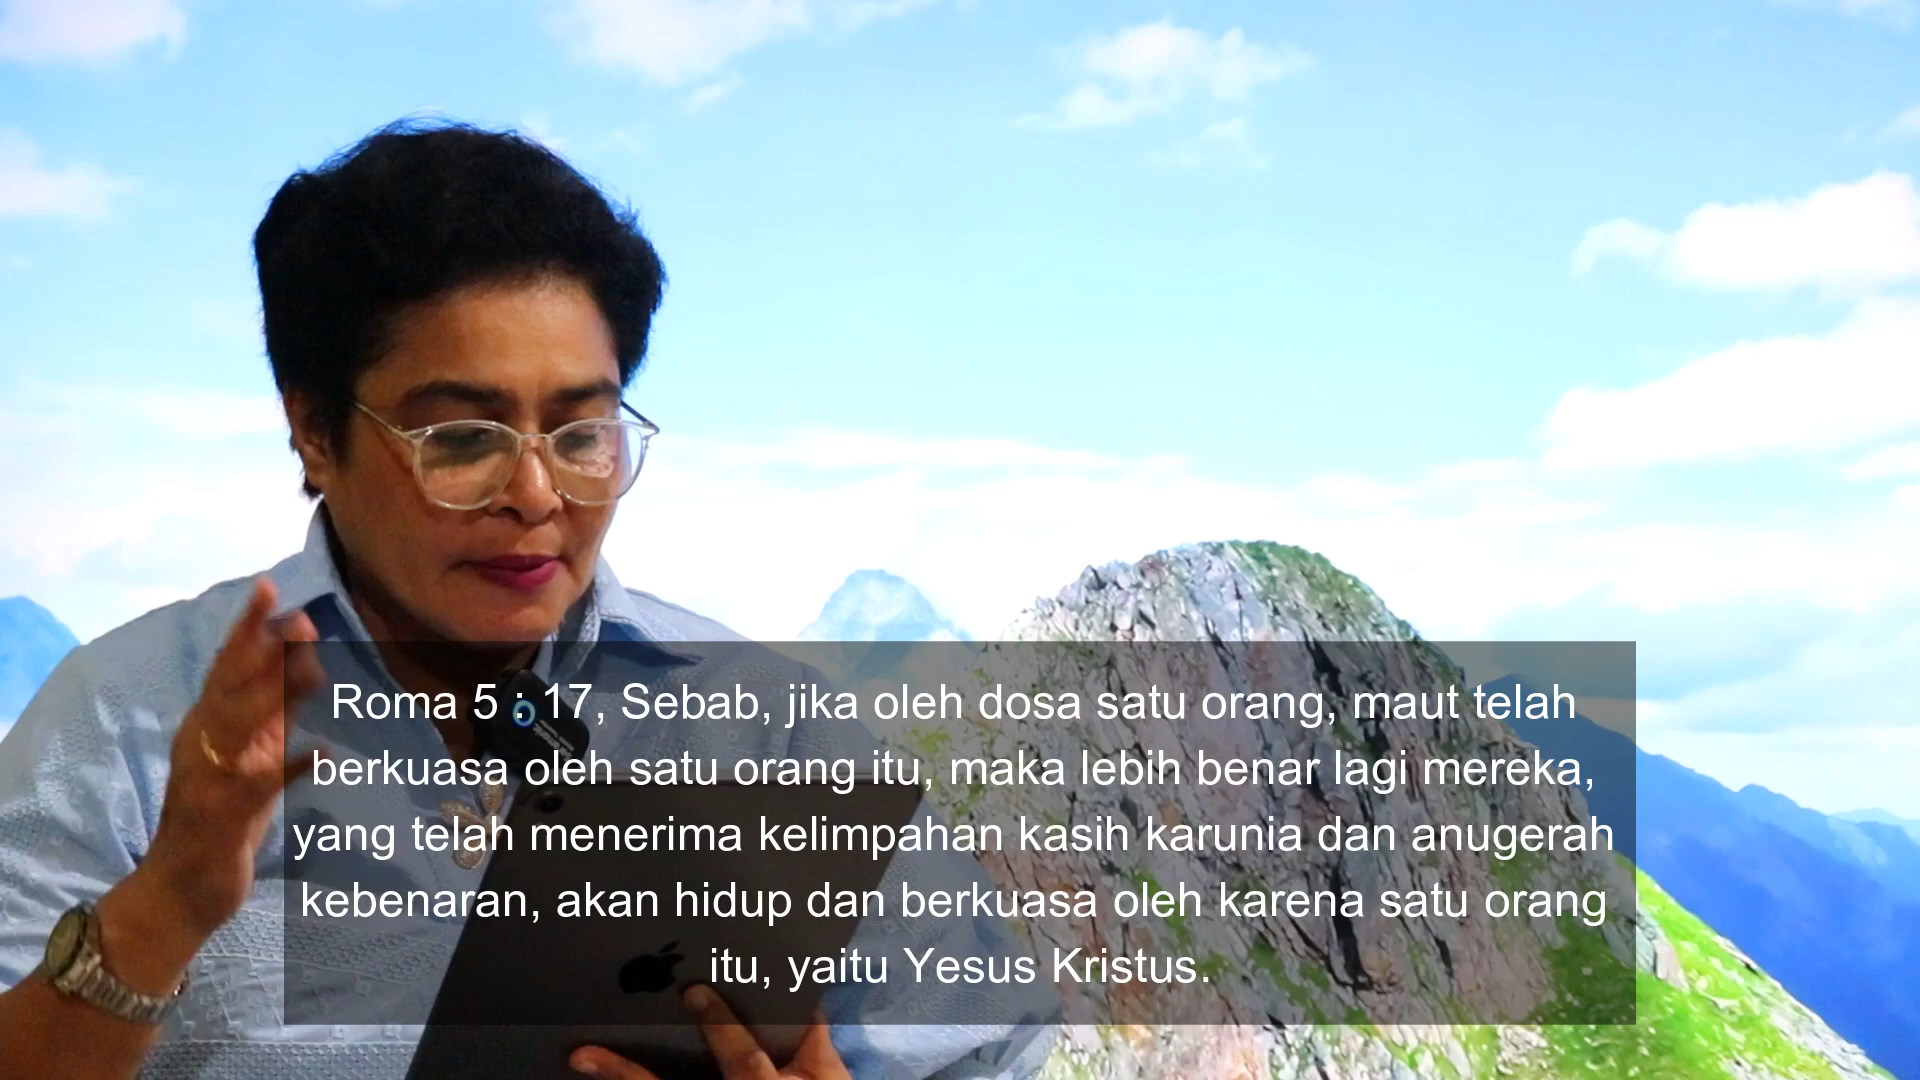 Roma 5 : 17, Sebab, jika oleh dosa satu orang, maut telah
berkuasa oleh satu orang itu, maka lebih benar lagi mereka,
yang telah menerima kelimpahan kasih karunia dan anugerah
kebenaran, akan hidup dan berkuasa oleh karena satu orang
itu, yaitu Yesus Kristus.